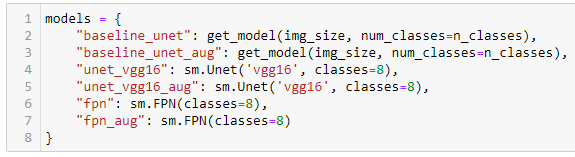 1 models = {
2     "baseline_unet": get_model(img_size, num_classes=n_classes),
3     "baseline_unet_aug": get_model(img_size, num_classes=n_classes),
4     "unet_vgg16": sm.Unet('vgg16', classes=8),
5     "unet_vgg16_aug": sm.Unet('vgg16', classes=8),
6     "fpn": sm.FPN(classes=8),
7     "fpn_aug": sm.FPN(classes=8)
8 }